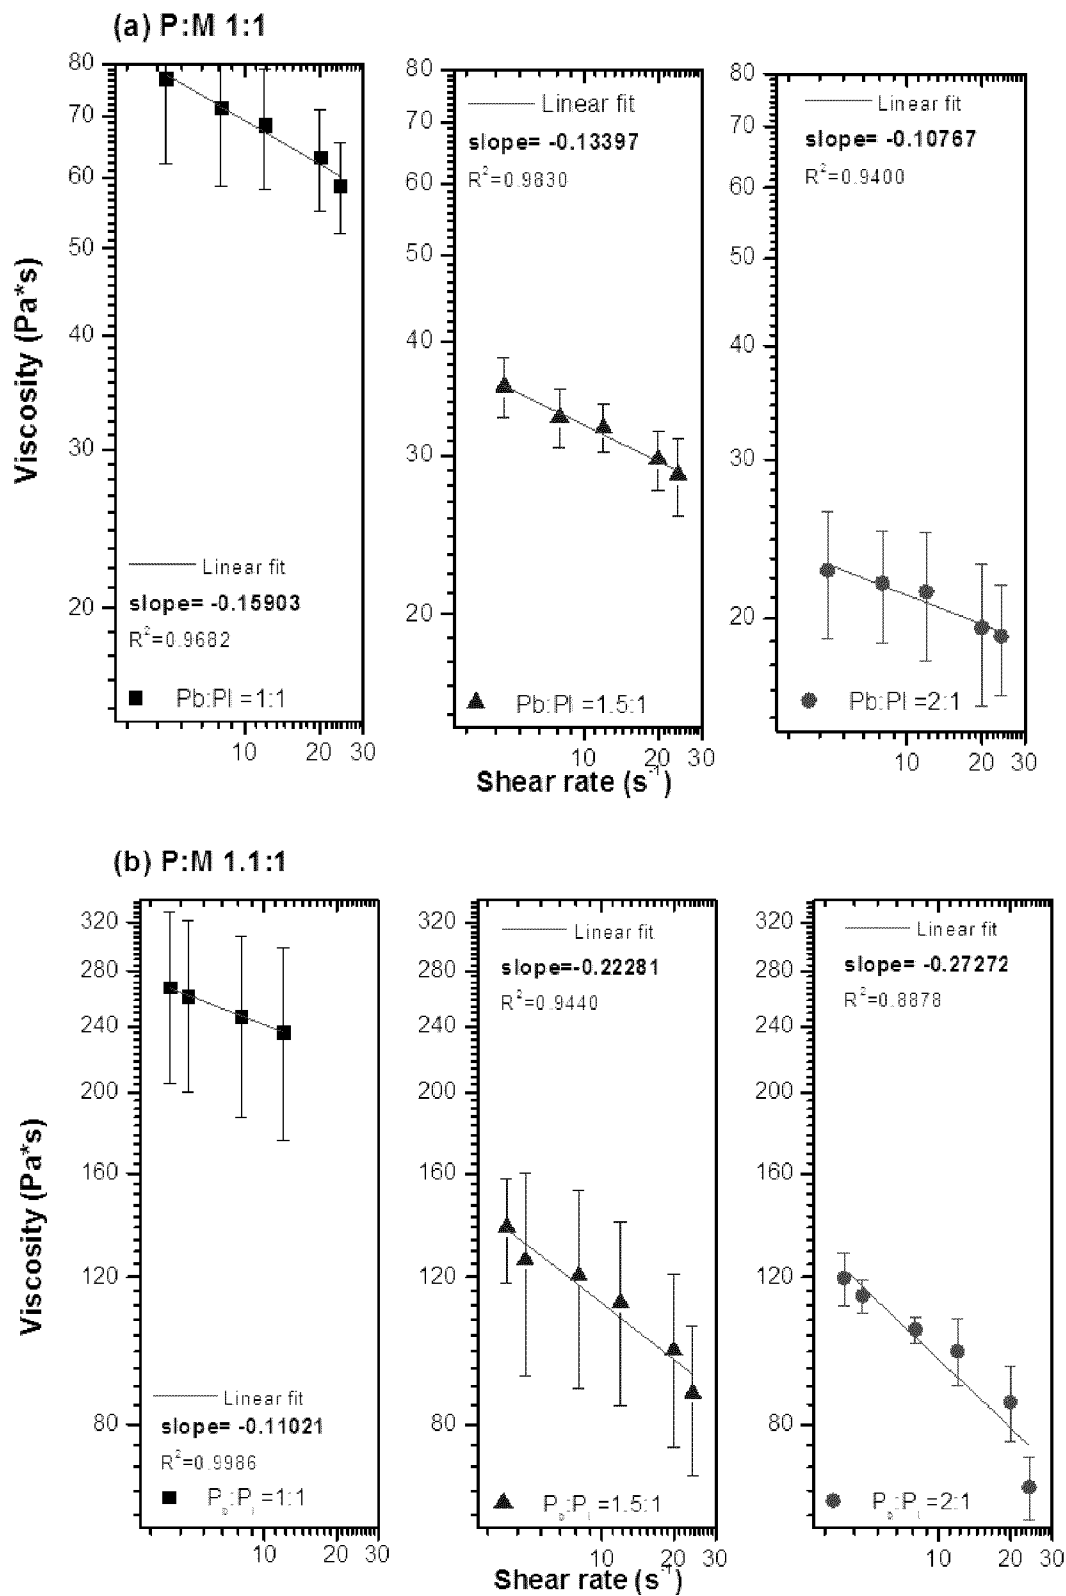 (a) P:M 1:1
80
70
60
50
40
30
20
Viscosity (Pa*s)
Linear fit
slope= -0.15903
R²=0.9682
Pb:Pl =1:1
10 20 30
80
70
60
50
40
30
20
Linear fit
slope= -0.13397
R²=0.9830
Pb:Pl =1.5:1
10 20 30
80
70
60
50
40
30
20
Linear fit
slope= -0.10767
R²=0.9400
Pb:Pl =2:1
10 20 30
Shear rate (s⁻¹)
(b) P:M 1.1:1
320
280
240
200
160
120
80
Viscosity (Pa*s)
Linear fit
slope= -0.11021
R²=0.9986
P_b:P_l =1:1
10 20 30
320
280
240
200
160
120
80
Linear fit
slope=-0.22281
R²=0.9440
P_b:P_l =1.5:1
10 20 30
320
280
240
200
160
120
80
Linear fit
slope= -0.27272
R²=0.8878
P_b:P_l =2:1
10 20 30
Shear rate (s⁻¹)